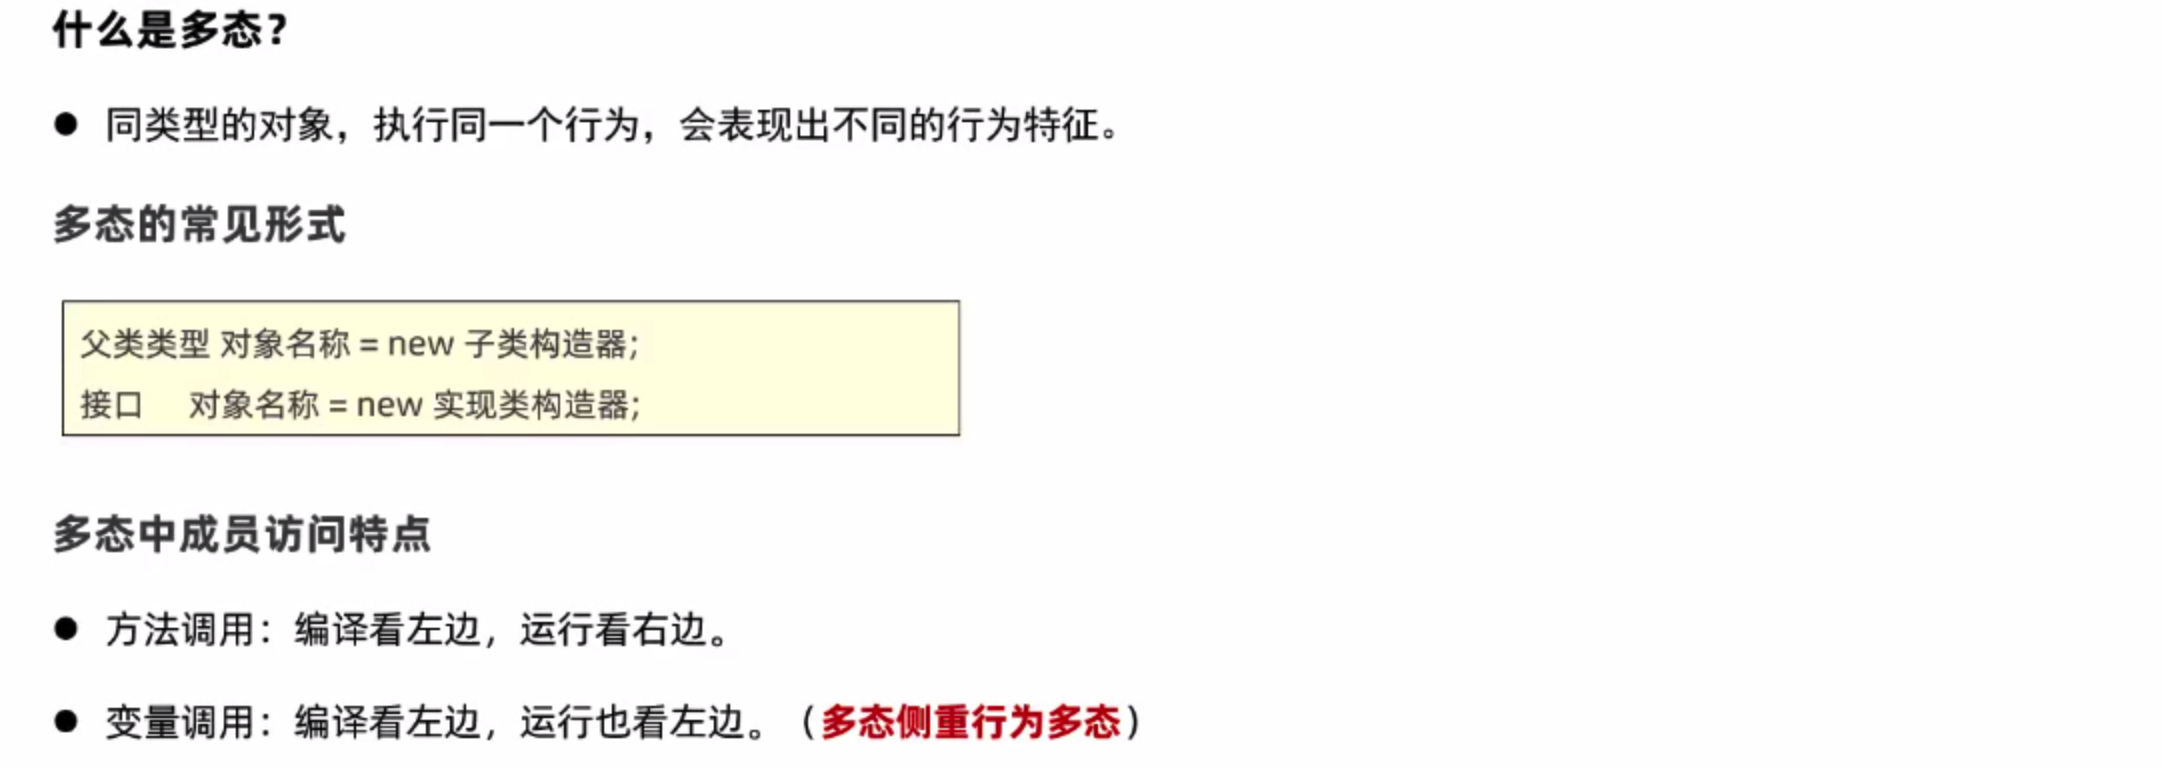 什么是多态?
● 同类型的对象，执行同一个行为，会表现出不同的行为特征。
多态的常见形式
父类类型 对象名称 = new 子类构造器;
接口 对象名称 = new 实现类构造器;
多态中成员访问特点
● 方法调用：编译看左边，运行看右边。
● 变量调用：编译看左边，运行也看左边。（多态侧重行为多态）